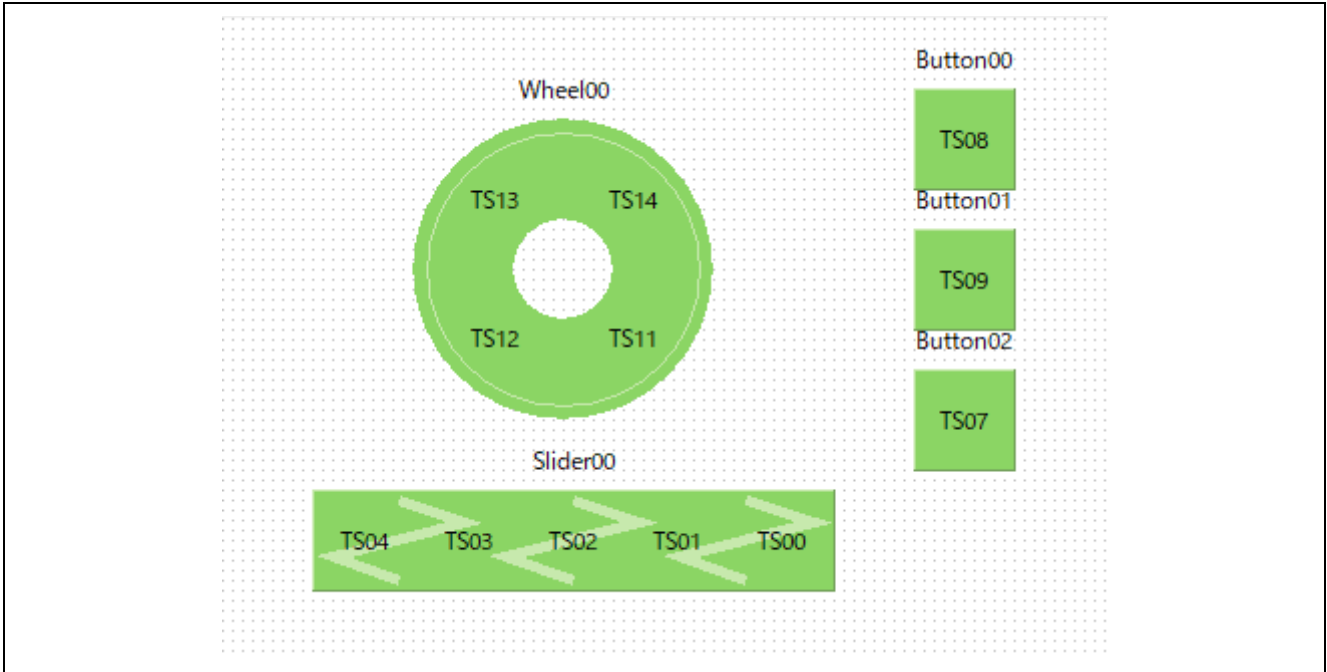 Button00
Wheel00
TS08
TS13 TS14
Button01
TS09
TS12 TS11
Button02
TS07
Slider00
TS04 TS03 TS02 TS01 TS00